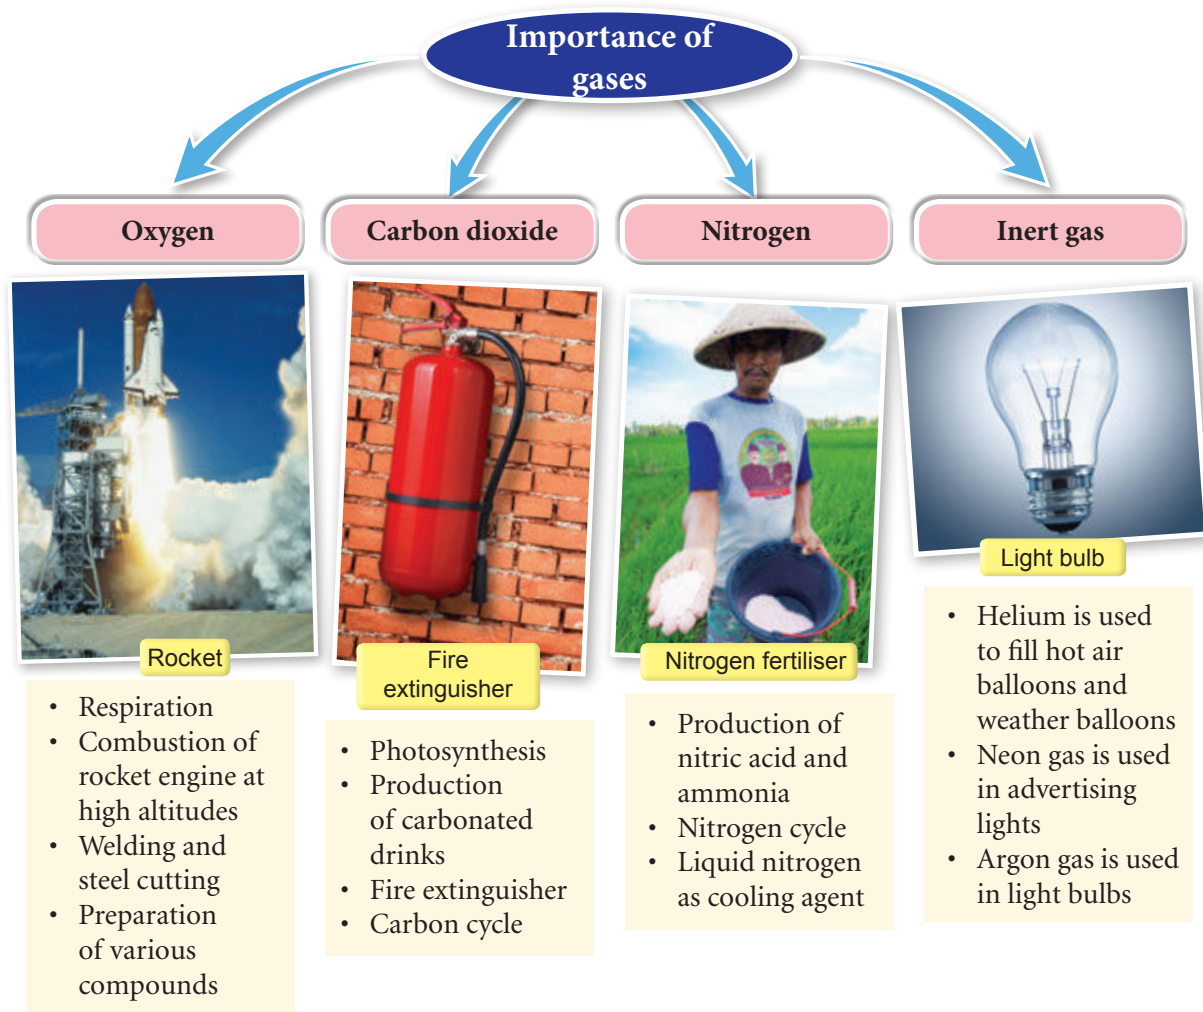 Importance of
gases
Oxygen
Carbon dioxide
Nitrogen
Inert gas
Rocket
• Respiration
• Combustion of
rocket engine at
high altitudes
• Welding and
steel cutting
• Preparation
of various
compounds
Fire
extinguisher
• Photosynthesis
• Production
of carbonated
drinks
• Fire extinguisher
• Carbon cycle
Nitrogen fertiliser
• Production of
nitric acid and
ammonia
• Nitrogen cycle
• Liquid nitrogen
as cooling agent
Light bulb
• Helium is used
to fill hot air
balloons and
weather balloons
• Neon gas is used
in advertising
lights
• Argon gas is used
in light bulbs